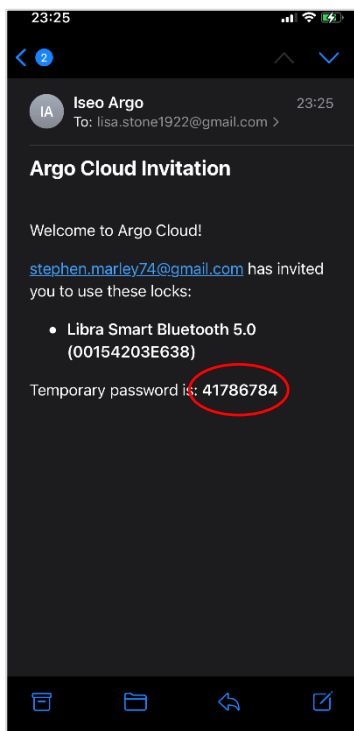 23:25
2
IA
Iseo Argo
23:25
To: lisa.stone1922@gmail.com >
Argo Cloud Invitation
Welcome to Argo Cloud!
stephen.marley74@gmail.com has invited
you to use these locks:
• Libra Smart Bluetooth 5.0
(00154203E638)
Temporary password is: 41786784